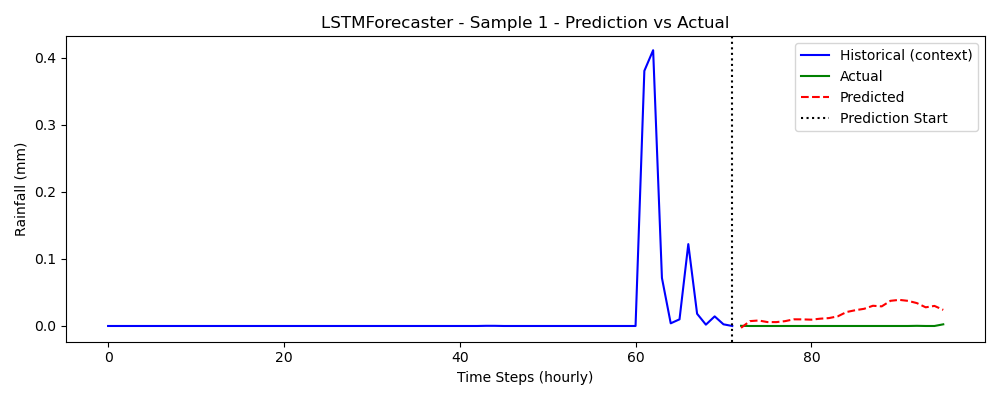 LSTMForecaster - Sample 1 - Prediction vs Actual
Rainfall (mm)
0.4
0.3
0.2
0.1
0.0
Historical (context)
Actual
Predicted
Prediction Start
0 20 40 60 80
Time Steps (hourly)